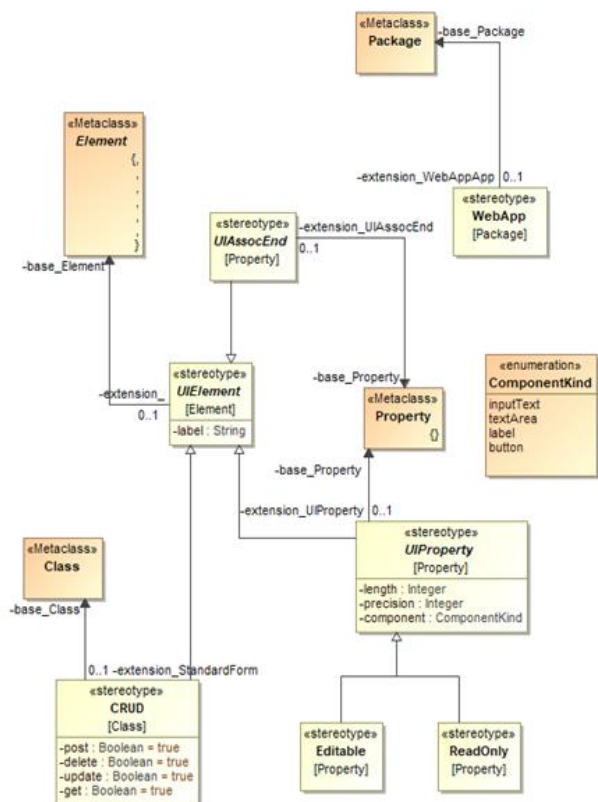 «Metaclass»
Package
-base_Package
-extension_WebAppApp 0..1
«stereotype»
WebApp
[Package]
«Metaclass»
Element
{,
,
,
,
,
,
}
-base_Element
«stereotype»
UIAssocEnd
[Property]
-extension_UIAssocEnd
0..1
-base_Property
-extension_
0..1
«stereotype»
UIElement
[Element]
-label : String
«Metaclass»
Property
{}
«enumeration»
ComponentKind
inputText
textArea
label
button
-base_Property
-extension_UIProperty 0..1
«stereotype»
UIProperty
[Property]
-length : Integer
-precision : Integer
-component : ComponentKind
«Metaclass»
Class
-base_Class
0..1 -extension_StandardForm
«stereotype»
CRUD
[Class]
-post : Boolean = true
-delete : Boolean = true
-update : Boolean = true
-get : Boolean = true
«stereotype»
Editable
[Property]
«stereotype»
ReadOnly
[Property]